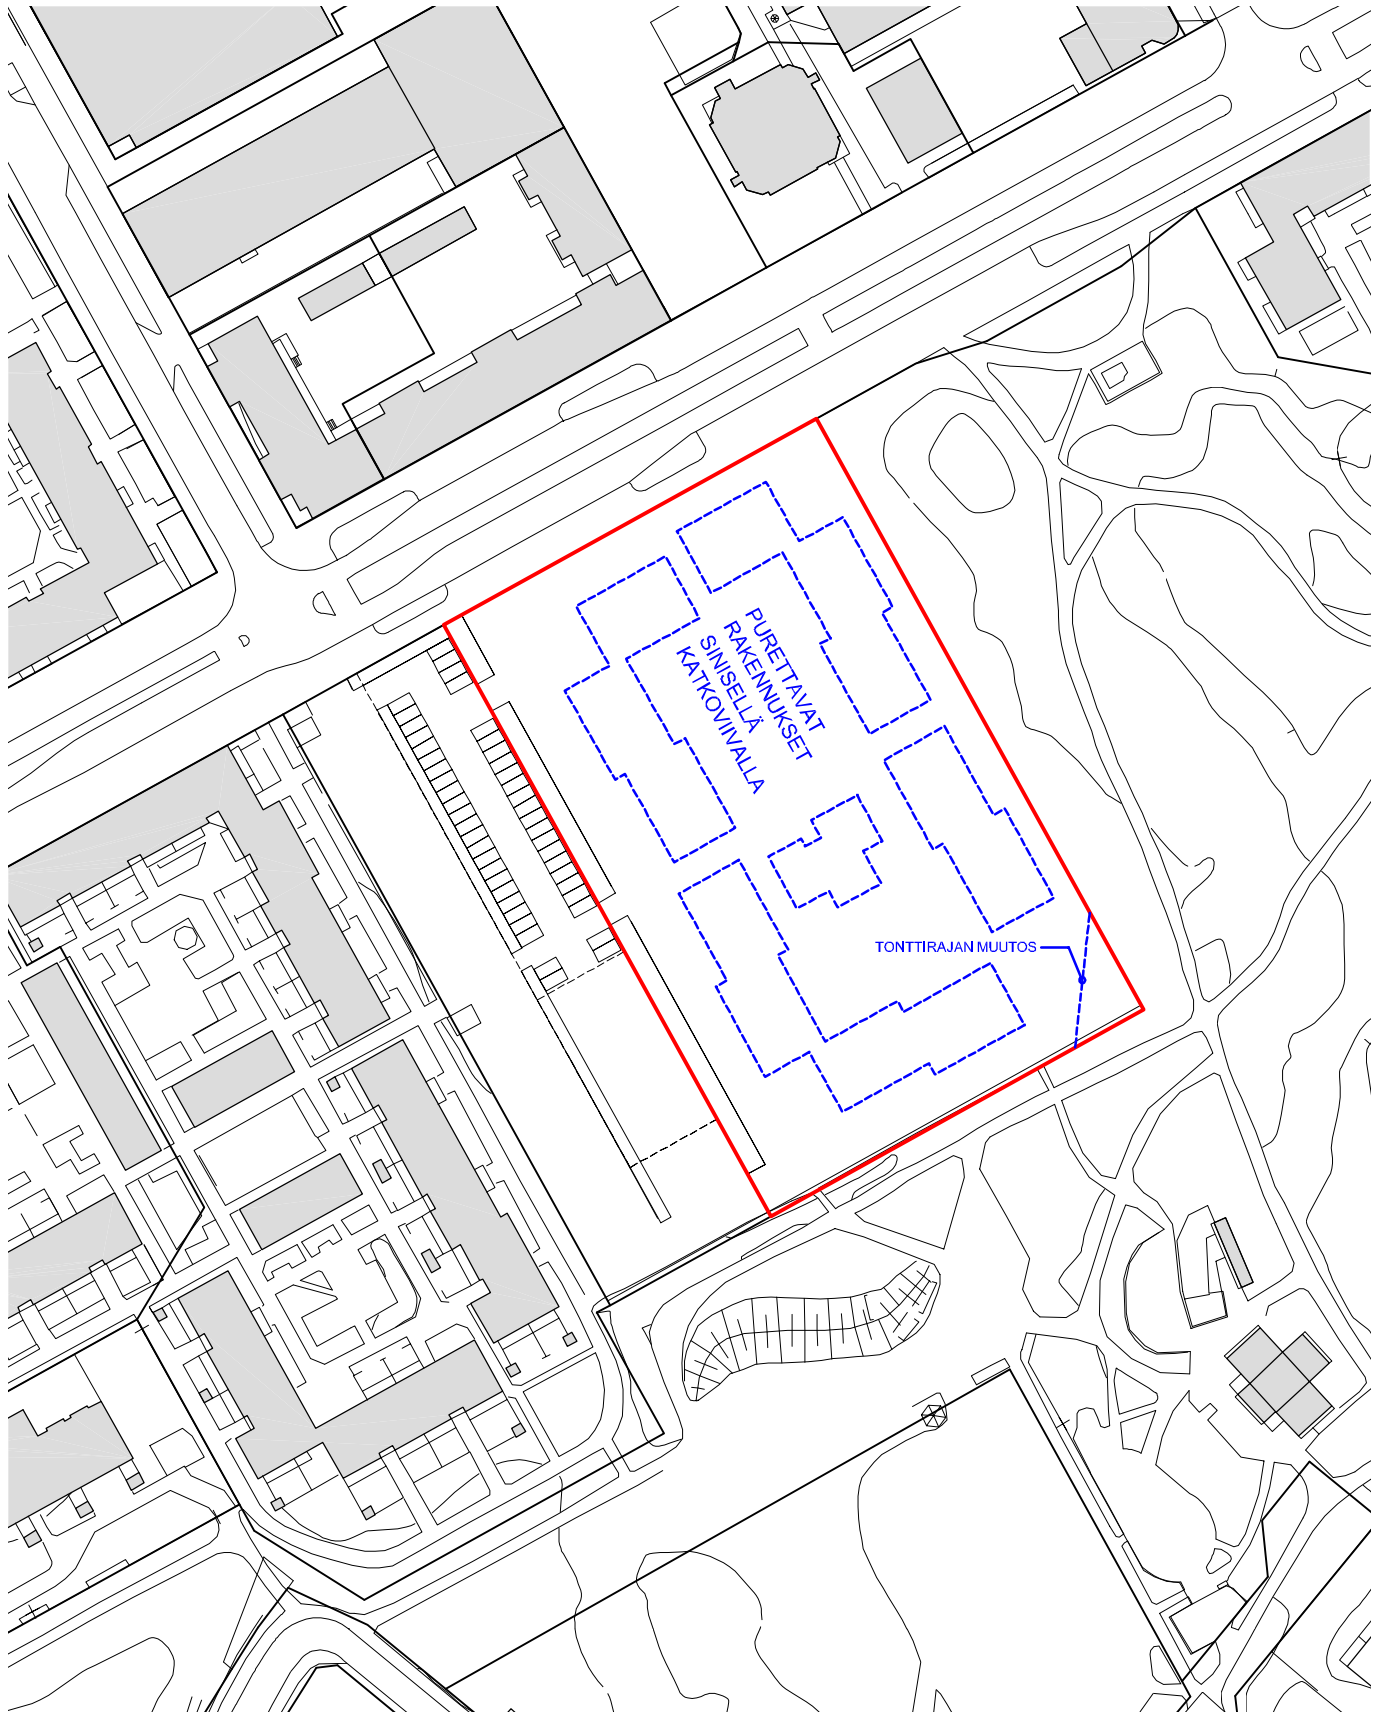 PURETTAVAT
RAKENNUKSET
SINISELLÄ
KATKOVIIVALLA
TONTTIRAJAN MUUTOS